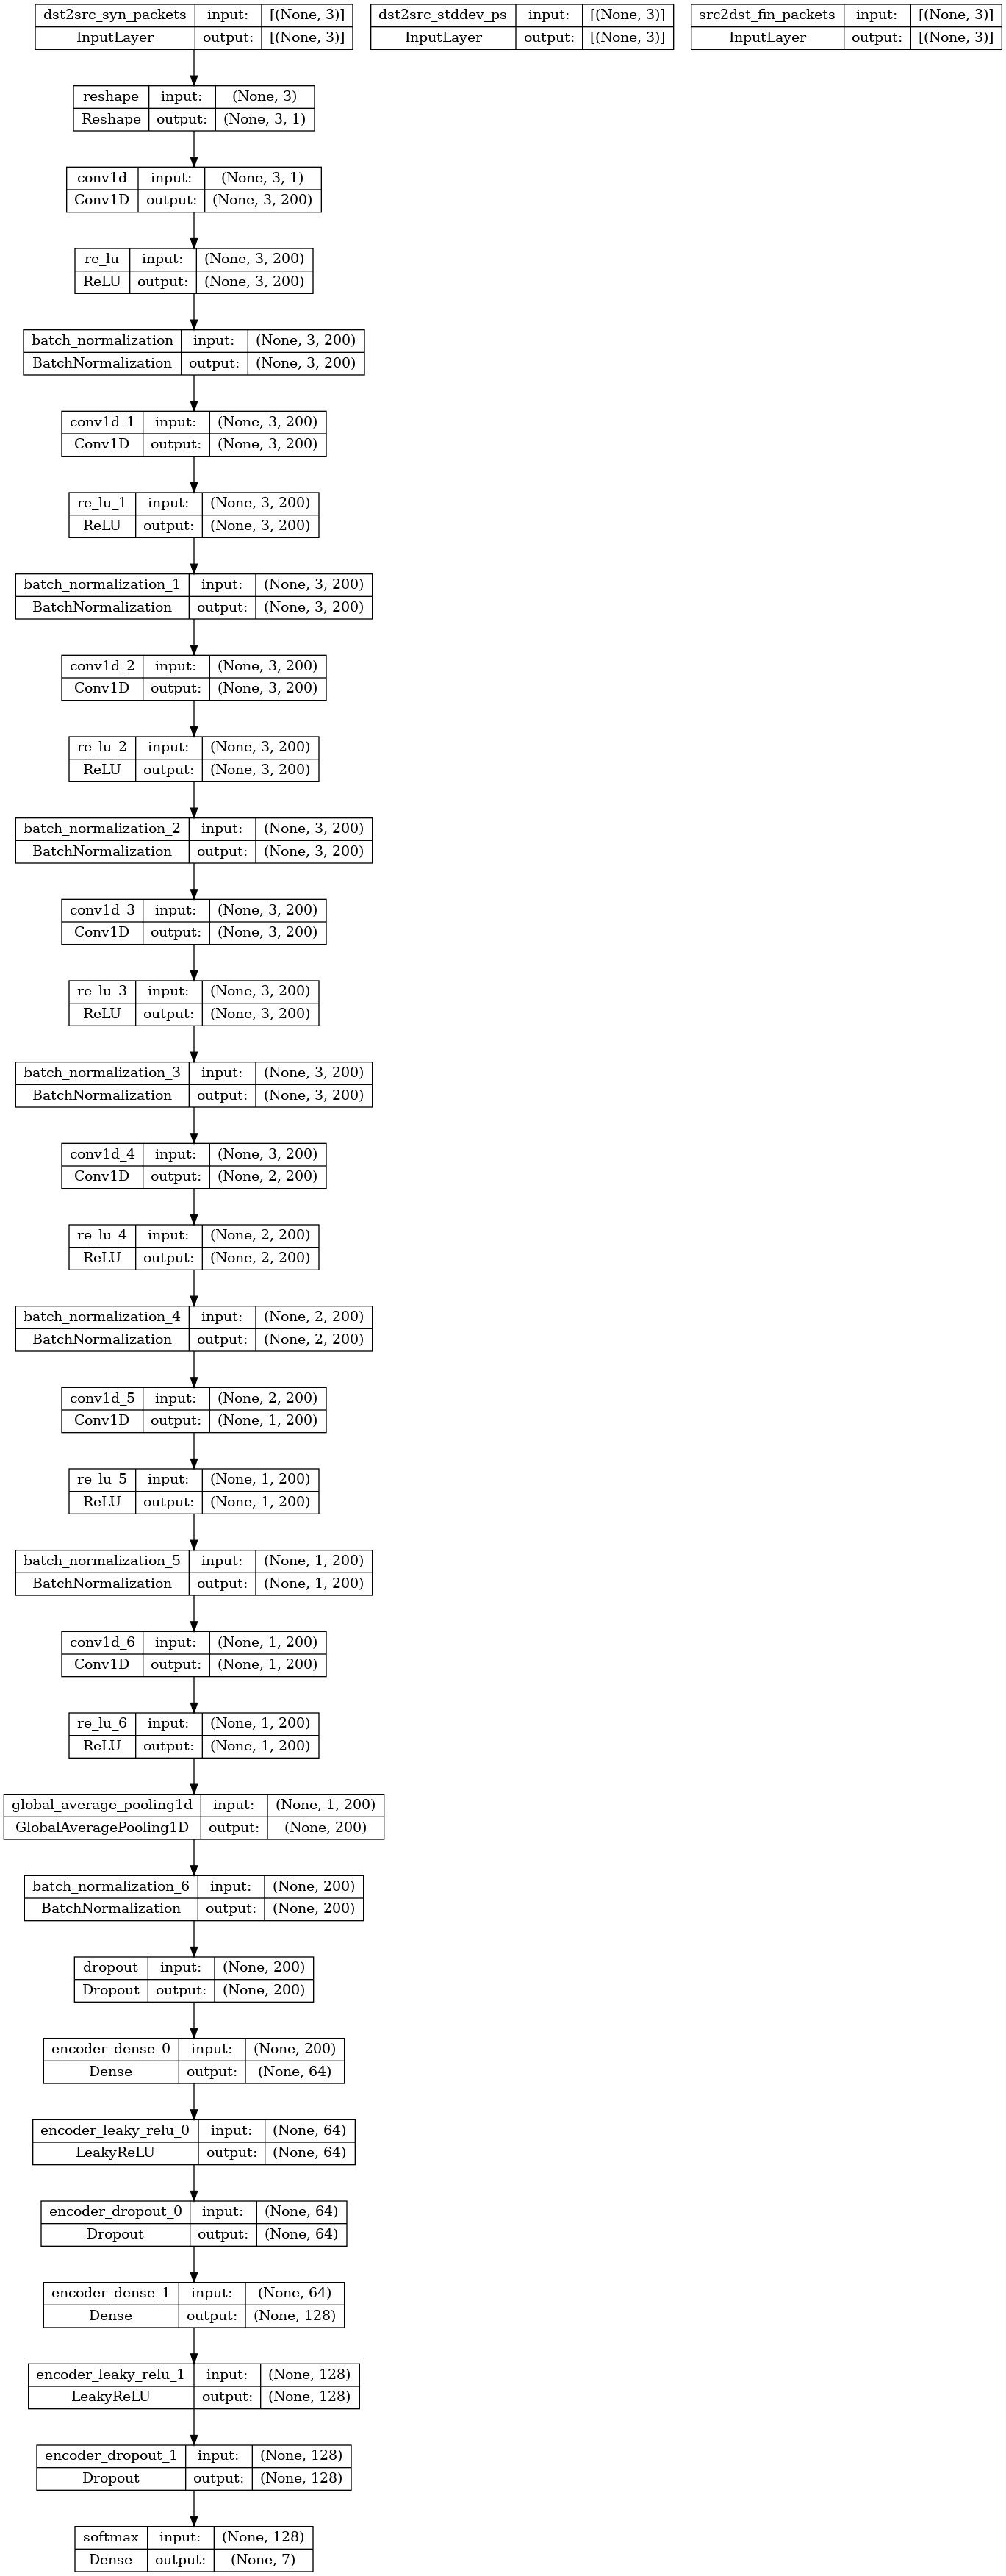 dst2src_syn_packets input: [(None, 3)]
InputLayer output: [(None, 3)]
dst2src_stddev_ps input: [(None, 3)]
InputLayer output: [(None, 3)]
src2dst_fin_packets input: [(None, 3)]
InputLayer output: [(None, 3)]
reshape input: (None, 3)
Reshape output: (None, 3, 1)
conv1d input: (None, 3, 1)
Conv1D output: (None, 3, 200)
re_lu input: (None, 3, 200)
ReLU output: (None, 3, 200)
batch_normalization input: (None, 3, 200)
BatchNormalization output: (None, 3, 200)
conv1d_1 input: (None, 3, 200)
Conv1D output: (None, 3, 200)
re_lu_1 input: (None, 3, 200)
ReLU output: (None, 3, 200)
batch_normalization_1 input: (None, 3, 200)
BatchNormalization output: (None, 3, 200)
conv1d_2 input: (None, 3, 200)
Conv1D output: (None, 3, 200)
re_lu_2 input: (None, 3, 200)
ReLU output: (None, 3, 200)
batch_normalization_2 input: (None, 3, 200)
BatchNormalization output: (None, 3, 200)
conv1d_3 input: (None, 3, 200)
Conv1D output: (None, 3, 200)
re_lu_3 input: (None, 3, 200)
ReLU output: (None, 3, 200)
batch_normalization_3 input: (None, 3, 200)
BatchNormalization output: (None, 3, 200)
conv1d_4 input: (None, 3, 200)
Conv1D output: (None, 2, 200)
re_lu_4 input: (None, 2, 200)
ReLU output: (None, 2, 200)
batch_normalization_4 input: (None, 2, 200)
BatchNormalization output: (None, 2, 200)
conv1d_5 input: (None, 2, 200)
Conv1D output: (None, 1, 200)
re_lu_5 input: (None, 1, 200)
ReLU output: (None, 1, 200)
batch_normalization_5 input: (None, 1, 200)
BatchNormalization output: (None, 1, 200)
conv1d_6 input: (None, 1, 200)
Conv1D output: (None, 1, 200)
re_lu_6 input: (None, 1, 200)
ReLU output: (None, 1, 200)
global_average_pooling1d input: (None, 1, 200)
GlobalAveragePooling1D output: (None, 200)
batch_normalization_6 input: (None, 200)
BatchNormalization output: (None, 200)
dropout input: (None, 200)
Dropout output: (None, 200)
encoder_dense_0 input: (None, 200)
Dense output: (None, 64)
encoder_leaky_relu_0 input: (None, 64)
LeakyReLU output: (None, 64)
encoder_dropout_0 input: (None, 64)
Dropout output: (None, 64)
encoder_dense_1 input: (None, 64)
Dense output: (None, 128)
encoder_leaky_relu_1 input: (None, 128)
LeakyReLU output: (None, 128)
encoder_dropout_1 input: (None, 128)
Dropout output: (None, 128)
softmax input: (None, 128)
Dense output: (None, 7)